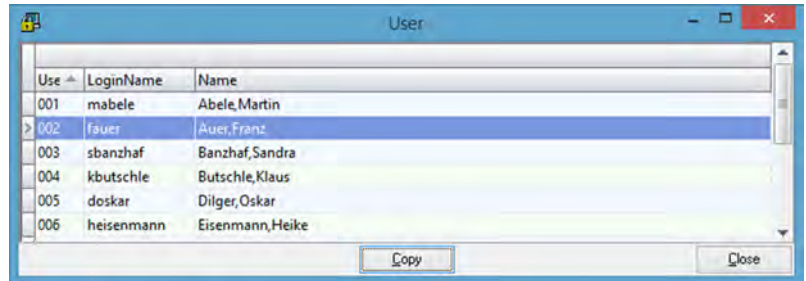 User
Use LoginName Name
001 mabele Abele,Martin
002 fauer Auer,Franz
003 sbanzhaf Banzhaf,Sandra
004 kbutschle Butschle,Klaus
005 doskar Dilger,Oskar
006 heisenmann Eisenmann,Heike
Copy Close